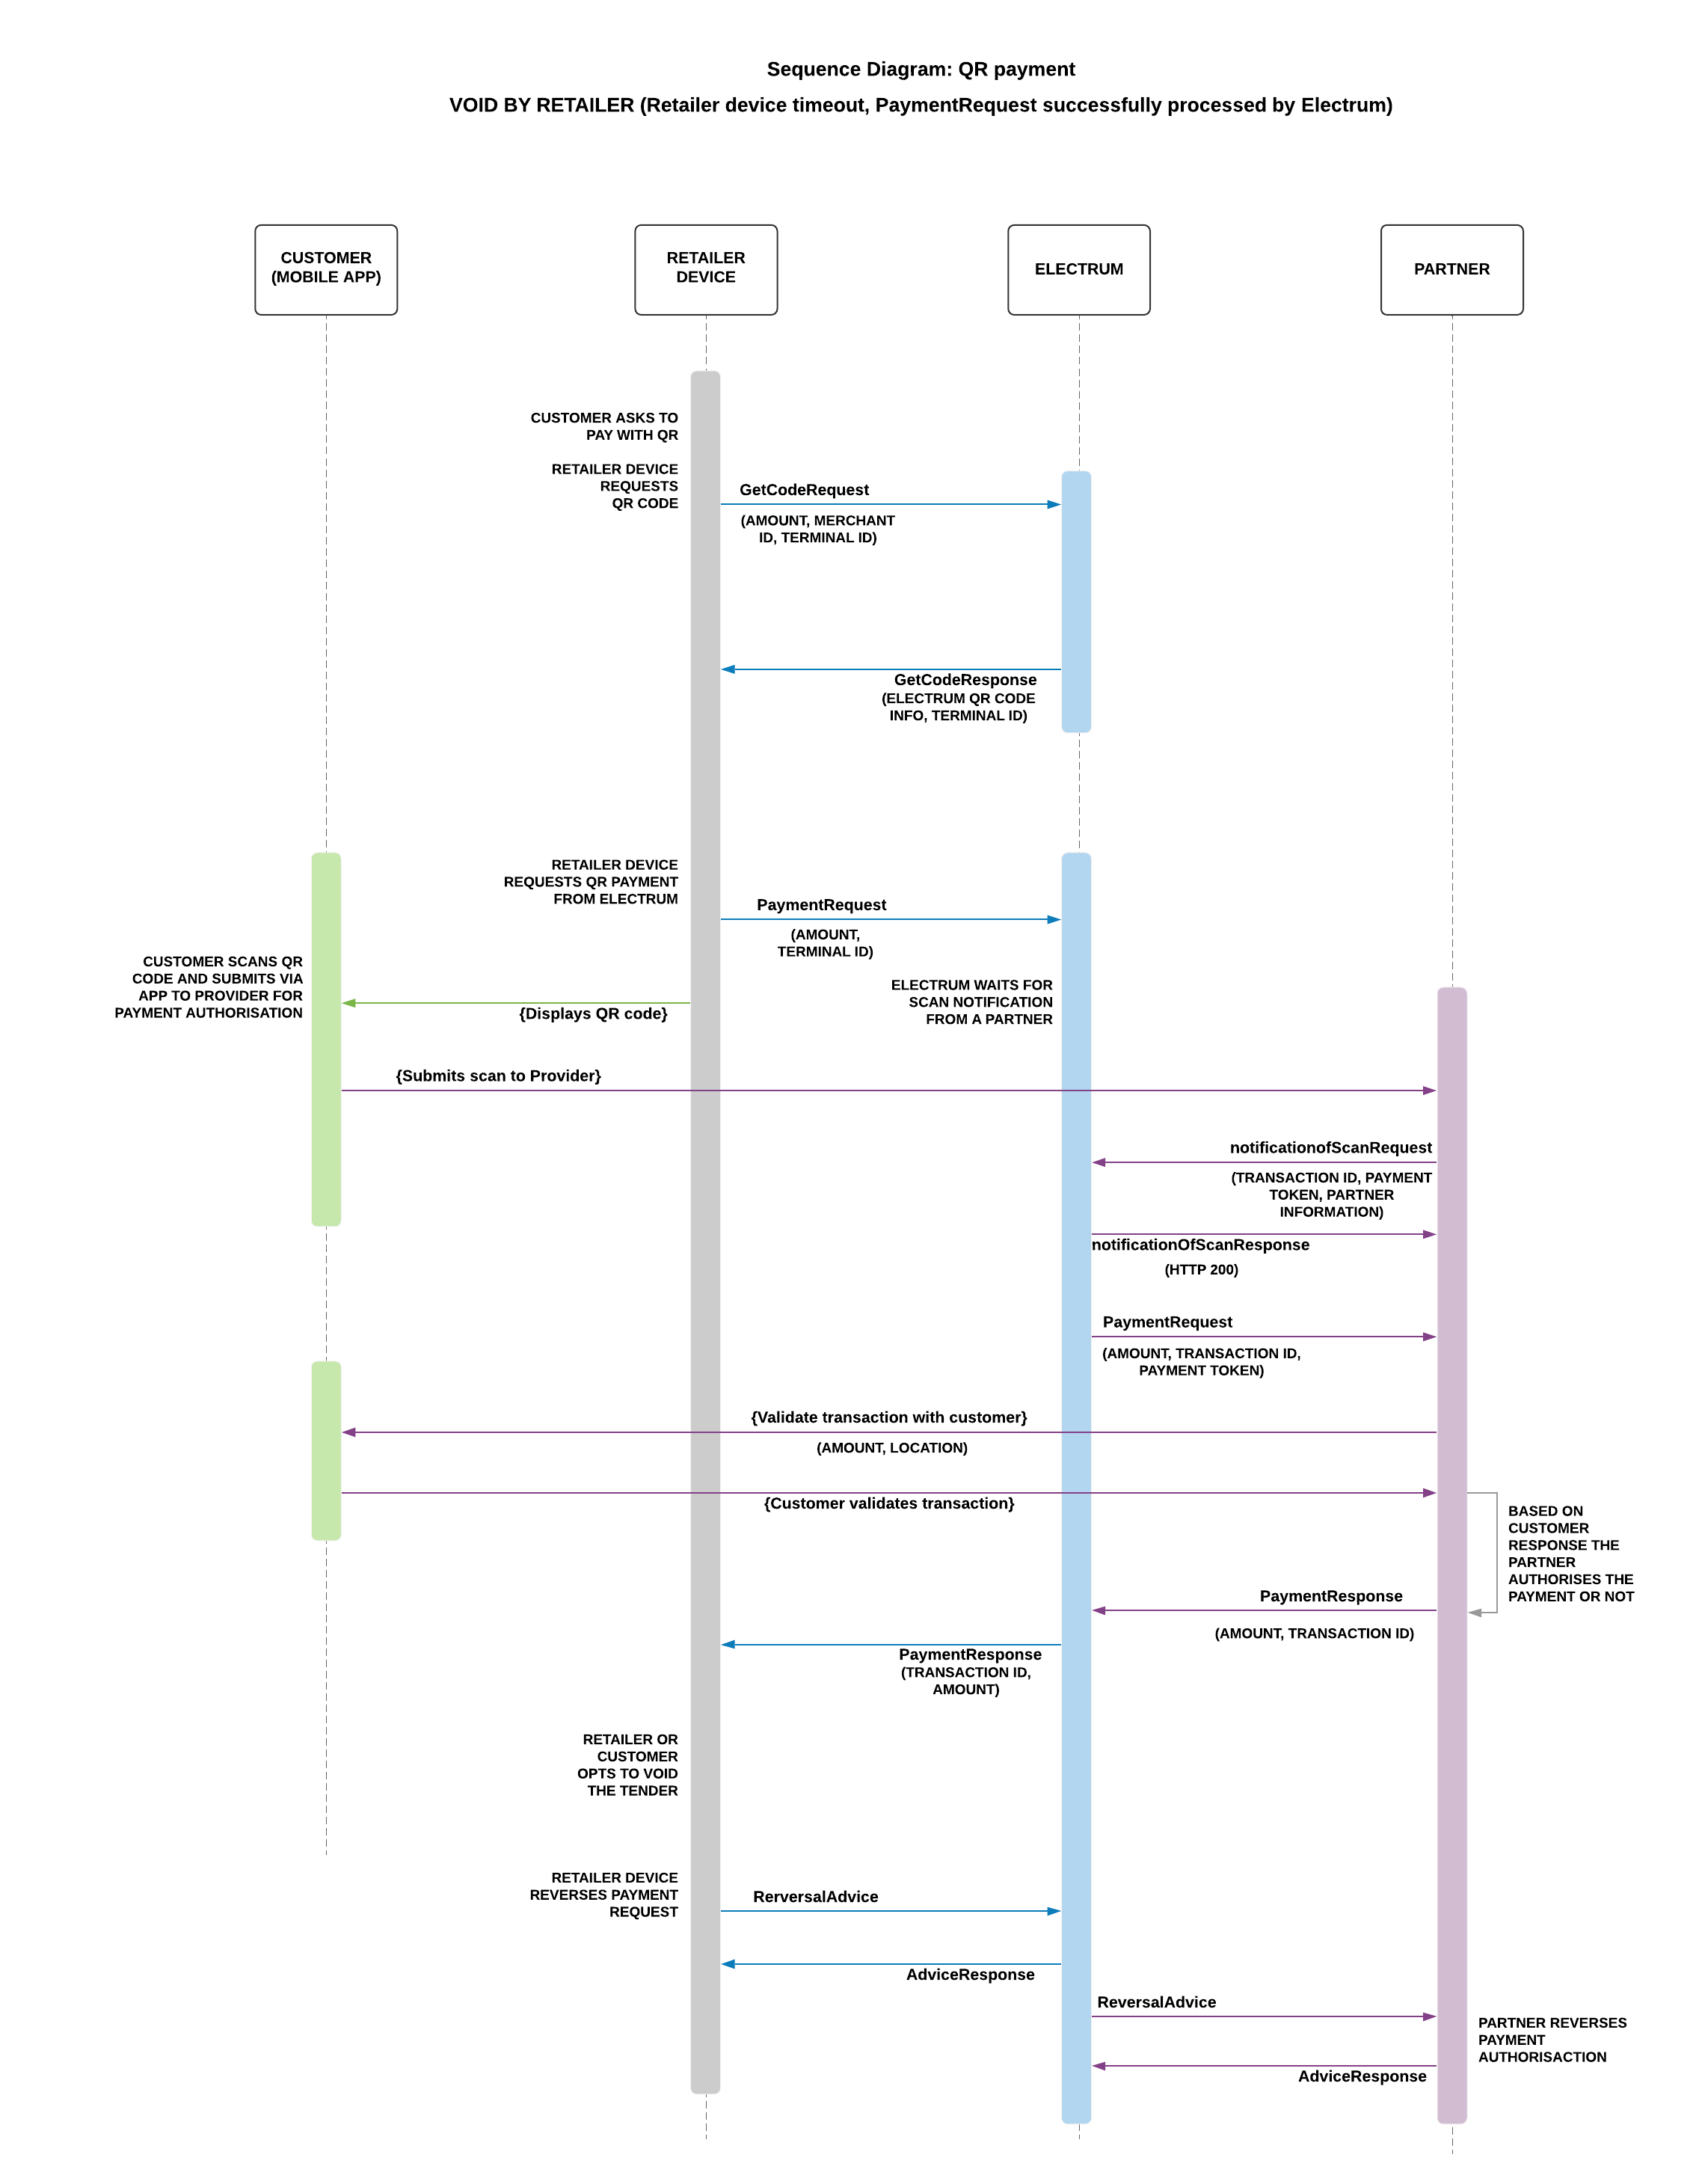 Sequence Diagram: QR payment
VOID BY RETAILER (Retailer device timeout, PaymentRequest successfully processed by Electrum)
CUSTOMER
(MOBILE APP)
RETAILER
DEVICE
ELECTRUM
PARTNER
CUSTOMER ASKS TO
PAY WITH QR
RETAILER DEVICE
REQUESTS
QR CODE
GetCodeRequest
(AMOUNT, MERCHANT
ID, TERMINAL ID)
GetCodeResponse
(ELECTRUM QR CODE
INFO, TERMINAL ID)
RETAILER DEVICE
REQUESTS QR PAYMENT
FROM ELECTRUM
PaymentRequest
(AMOUNT,
TERMINAL ID)
CUSTOMER SCANS QR
CODE AND SUBMITS VIA
APP TO PROVIDER FOR
PAYMENT AUTHORISATION
{Displays QR code}
ELECTRUM WAITS FOR
SCAN NOTIFICATION
FROM A PARTNER
{Submits scan to Provider}
notificationofScanRequest
(TRANSACTION ID, PAYMENT
TOKEN, PARTNER
INFORMATION)
notificationOfScanResponse
(HTTP 200)
PaymentRequest
(AMOUNT, TRANSACTION ID,
PAYMENT TOKEN)
{Validate transaction with customer}
(AMOUNT, LOCATION)
{Customer validates transaction}
BASED ON
CUSTOMER
RESPONSE THE
PARTNER
AUTHORISES THE
PAYMENT OR NOT
PaymentResponse
(AMOUNT, TRANSACTION ID)
PaymentResponse
(TRANSACTION ID,
AMOUNT)
RETAILER OR
CUSTOMER
OPTS TO VOID
THE TENDER
RETAILER DEVICE
REVERSES PAYMENT
REQUEST
RerversalAdvice
AdviceResponse
ReversalAdvice
PARTNER REVERSES
PAYMENT
AUTHORISACTION
AdviceResponse